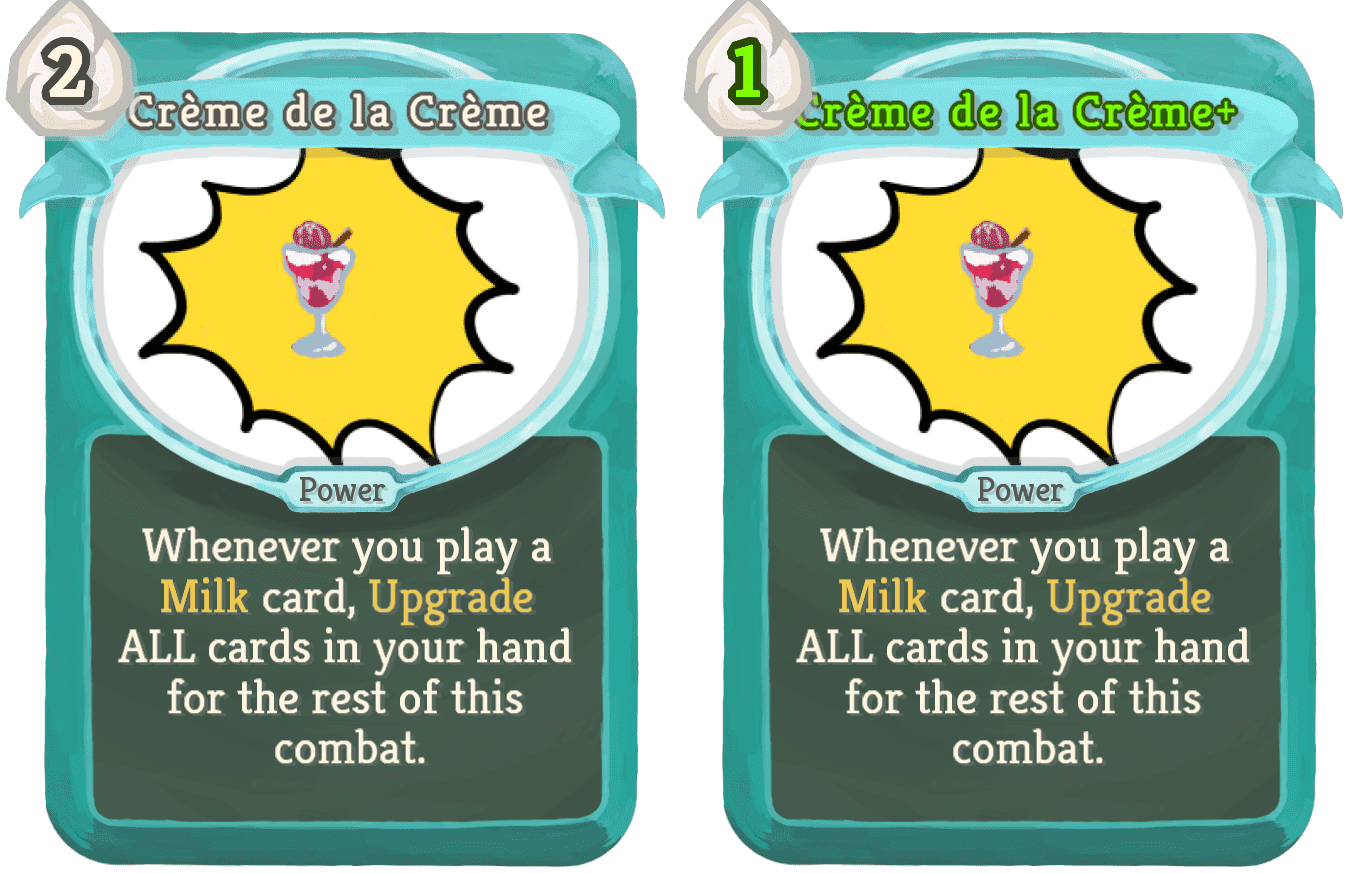 2
Crème de la Crème
Power
Whenever you play a
Milk card, Upgrade
ALL cards in your hand
for the rest of this
combat.
1
Crème de la Crème+
Power
Whenever you play a
Milk card, Upgrade
ALL cards in your hand
for the rest of this
combat.